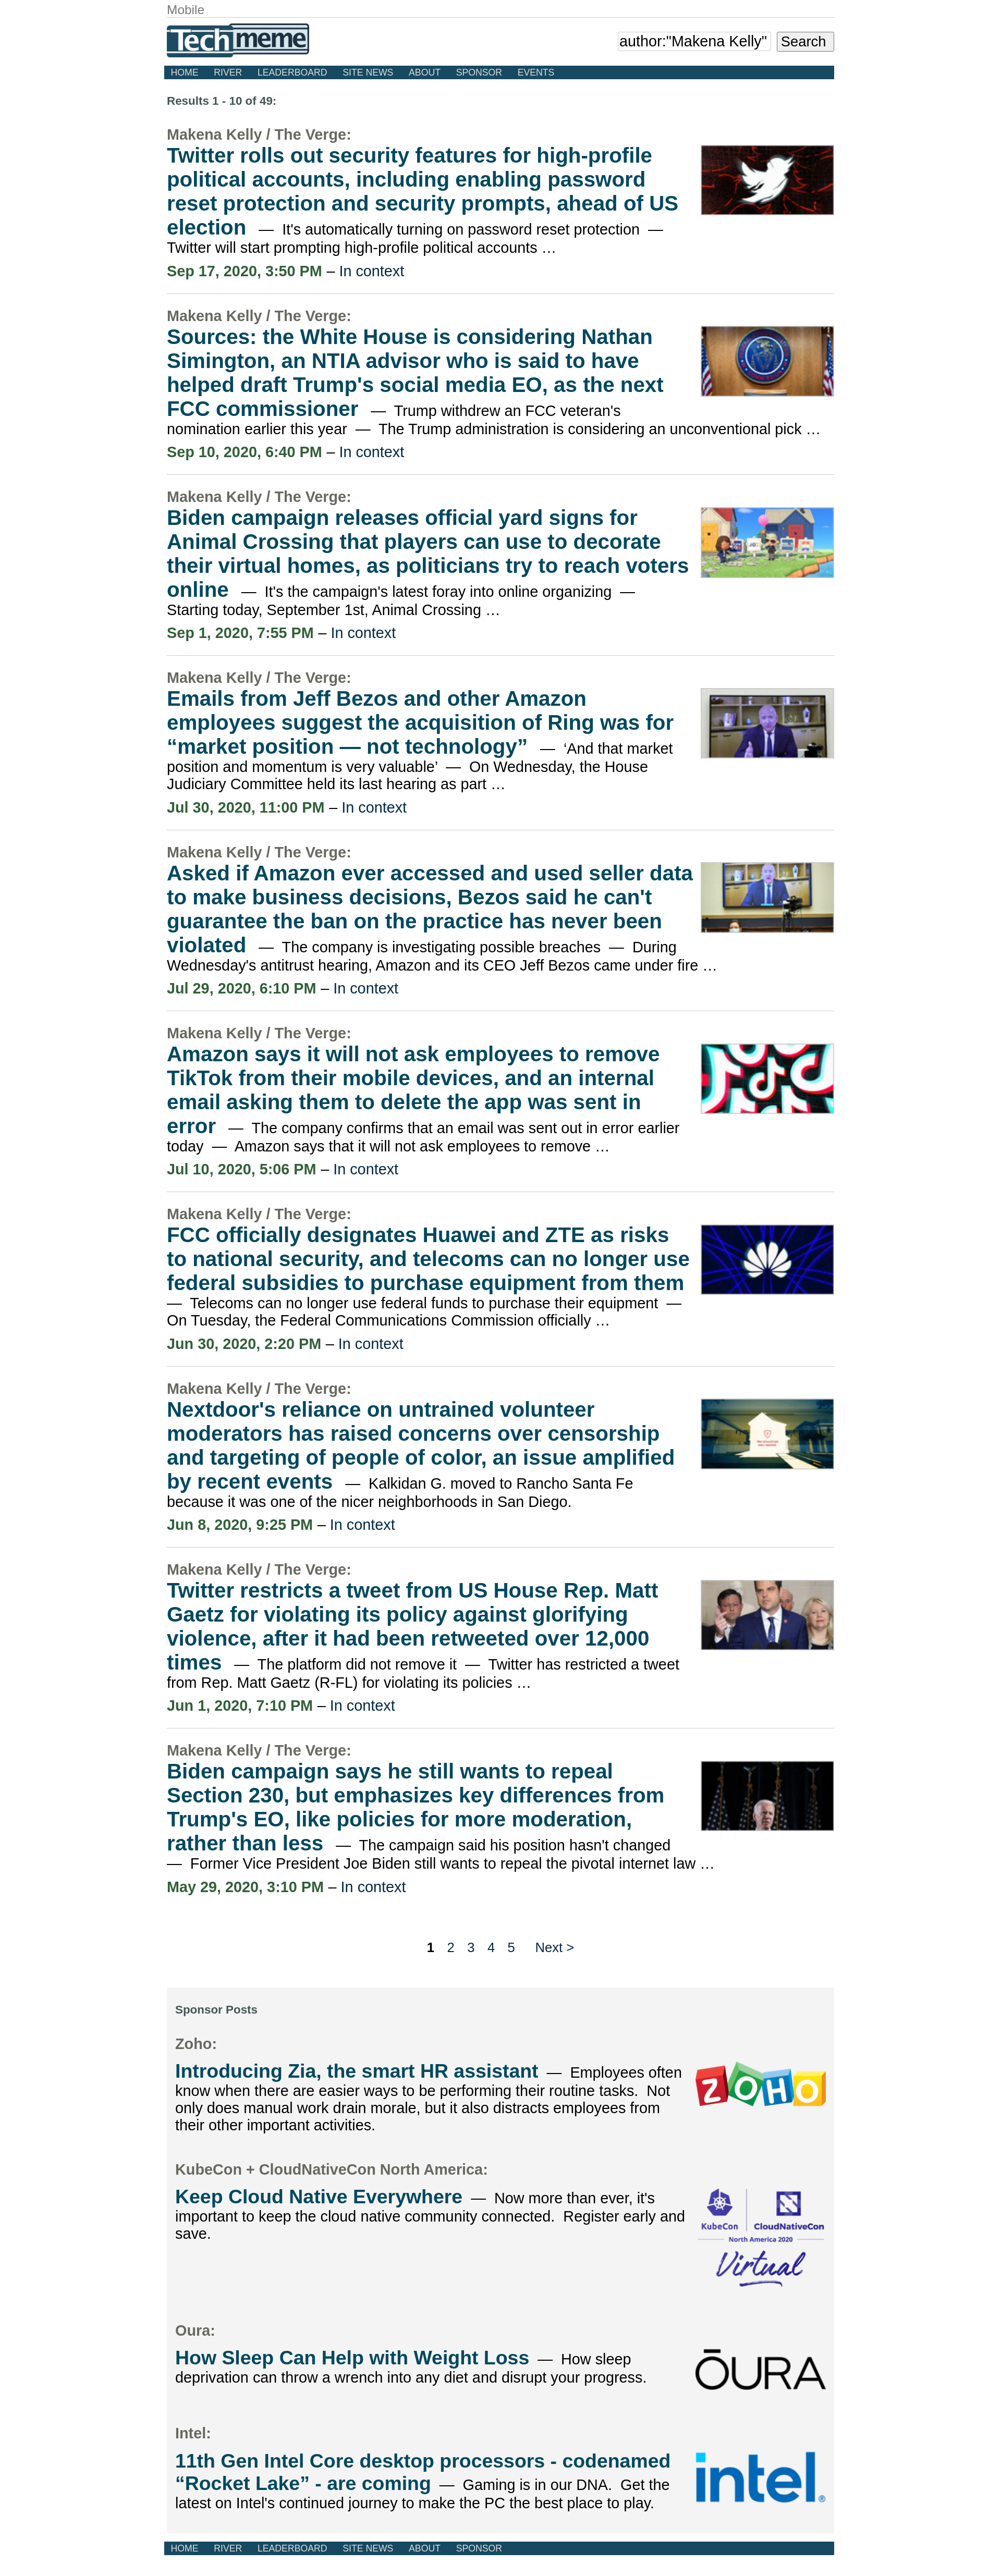 Mobile
Techmeme
author:"Makena Kelly"
Search
HOME RIVER LEADERBOARD SITE NEWS ABOUT SPONSOR EVENTS
Results 1 - 10 of 49:
Makena Kelly / The Verge:
Twitter rolls out security features for high-profile
political accounts, including enabling password
reset protection and security prompts, ahead of US
election — It's automatically turning on password reset protection —
Twitter will start prompting high-profile political accounts …
Sep 17, 2020, 3:50 PM – In context
Makena Kelly / The Verge:
Sources: the White House is considering Nathan
Simington, an NTIA advisor who is said to have
helped draft Trump's social media EO, as the next
FCC commissioner — Trump withdrew an FCC veteran's
nomination earlier this year — The Trump administration is considering an unconventional pick …
Sep 10, 2020, 6:40 PM – In context
Makena Kelly / The Verge:
Biden campaign releases official yard signs for
Animal Crossing that players can use to decorate
their virtual homes, as politicians try to reach voters
online — It's the campaign's latest foray into online organizing —
Starting today, September 1st, Animal Crossing …
Sep 1, 2020, 7:55 PM – In context
Makena Kelly / The Verge:
Emails from Jeff Bezos and other Amazon
employees suggest the acquisition of Ring was for
“market position — not technology” — ‘And that market
position and momentum is very valuable’ — On Wednesday, the House
Judiciary Committee held its last hearing as part …
Jul 30, 2020, 11:00 PM – In context
Makena Kelly / The Verge:
Asked if Amazon ever accessed and used seller data
to make business decisions, Bezos said he can't
guarantee the ban on the practice has never been
violated — The company is investigating possible breaches — During
Wednesday's antitrust hearing, Amazon and its CEO Jeff Bezos came under fire …
Jul 29, 2020, 6:10 PM – In context
Makena Kelly / The Verge:
Amazon says it will not ask employees to remove
TikTok from their mobile devices, and an internal
email asking them to delete the app was sent in
error — The company confirms that an email was sent out in error earlier
today — Amazon says that it will not ask employees to remove …
Jul 10, 2020, 5:06 PM – In context
Makena Kelly / The Verge:
FCC officially designates Huawei and ZTE as risks
to national security, and telecoms can no longer use
federal subsidies to purchase equipment from them
— Telecoms can no longer use federal funds to purchase their equipment —
On Tuesday, the Federal Communications Commission officially …
Jun 30, 2020, 2:20 PM – In context
Makena Kelly / The Verge:
Nextdoor's reliance on untrained volunteer
moderators has raised concerns over censorship
and targeting of people of color, an issue amplified
by recent events — Kalkidan G. moved to Rancho Santa Fe
because it was one of the nicer neighborhoods in San Diego.
Jun 8, 2020, 9:25 PM – In context
Makena Kelly / The Verge:
Twitter restricts a tweet from US House Rep. Matt
Gaetz for violating its policy against glorifying
violence, after it had been retweeted over 12,000
times — The platform did not remove it — Twitter has restricted a tweet
from Rep. Matt Gaetz (R-FL) for violating its policies …
Jun 1, 2020, 7:10 PM – In context
Makena Kelly / The Verge:
Biden campaign says he still wants to repeal
Section 230, but emphasizes key differences from
Trump's EO, like policies for more moderation,
rather than less — The campaign said his position hasn't changed
— Former Vice President Joe Biden still wants to repeal the pivotal internet law …
May 29, 2020, 3:10 PM – In context
1 2 3 4 5 Next >
Sponsor Posts
Zoho:
Introducing Zia, the smart HR assistant — Employees often
know when there are easier ways to be performing their routine tasks. Not
only does manual work drain morale, but it also distracts employees from
their other important activities.
ZOHO
KubeCon + CloudNativeCon North America:
Keep Cloud Native Everywhere — Now more than ever, it's
important to keep the cloud native community connected. Register early and
save.
KubeCon CloudNativeCon
North America 2020
Virtual
Oura:
How Sleep Can Help with Weight Loss — How sleep
deprivation can throw a wrench into any diet and disrupt your progress.
ŌURA
Intel:
11th Gen Intel Core desktop processors - codenamed
“Rocket Lake” - are coming — Gaming is in our DNA. Get the
latest on Intel's continued journey to make the PC the best place to play.
intel®
HOME RIVER LEADERBOARD SITE NEWS ABOUT SPONSOR